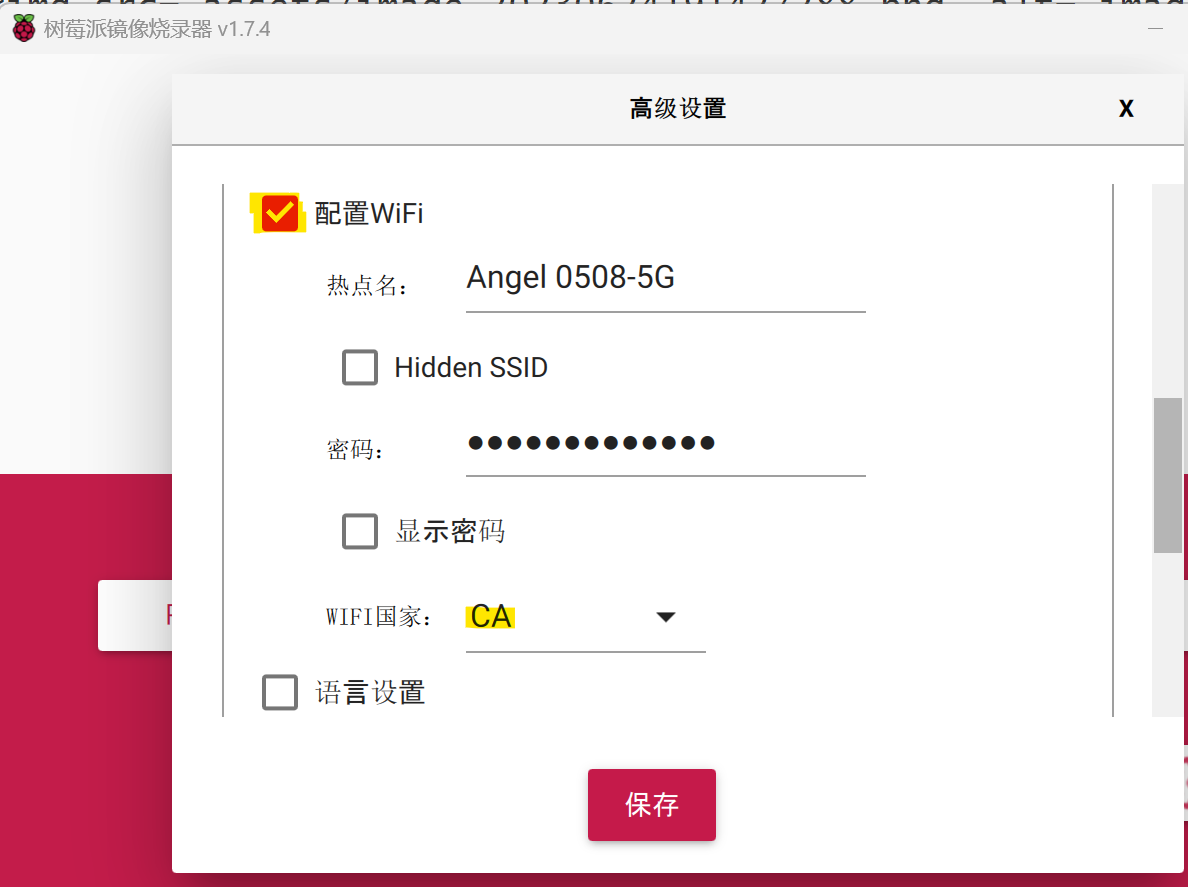 树莓派镜像烧录器 v1.7.4
高级设置
X
配置WiFi
热点名：
Angel 0508-5G
Hidden SSID
密码：
●●●●●●●●●●●●●
显示密码
WIFI国家：
CA
语言设置
保存